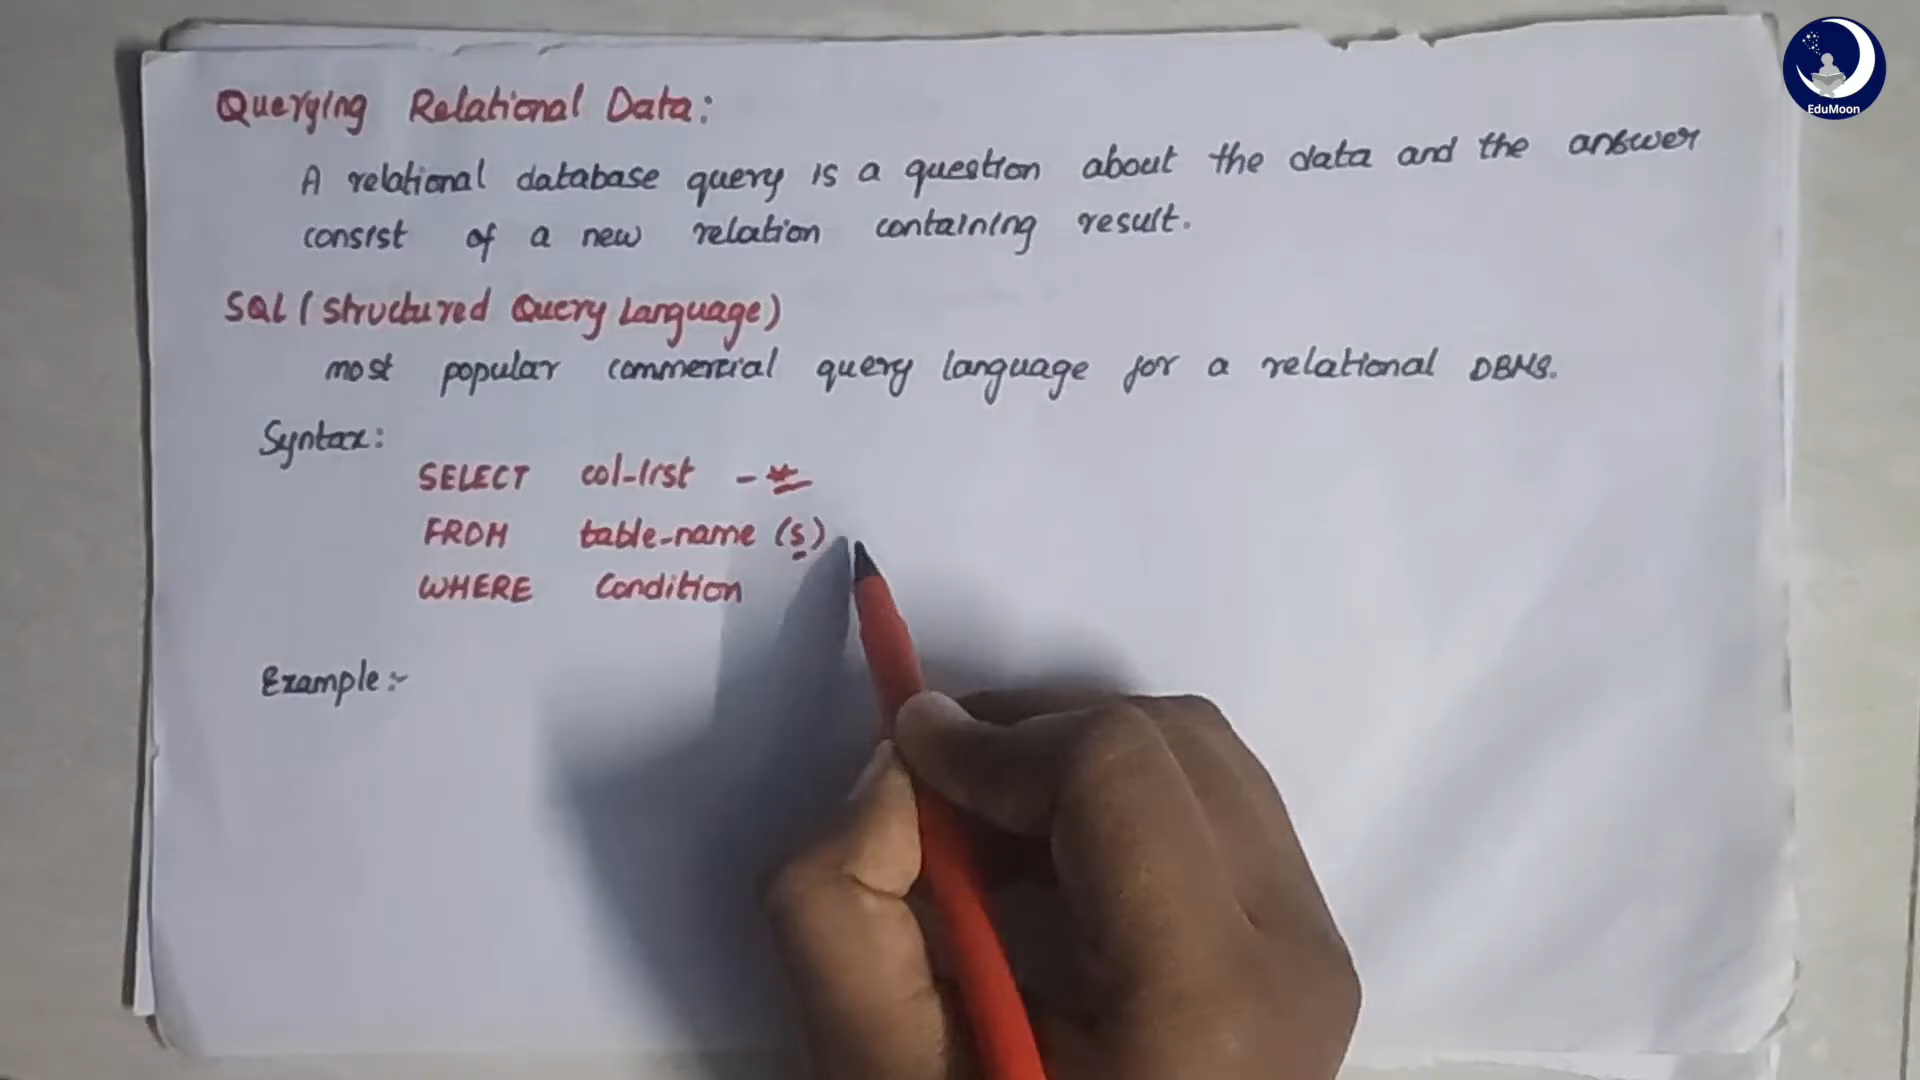 Querying Relational Data:
A relational database query is a question about the data and the answer
consist of a new relation containing result.
SQL (Structured Query Language)
most popular commercial query language for a relational DBMS.
Syntax:
SELECT col-list - *
FROM table-name (s)
WHERE Condition
Example:-
EduMoon